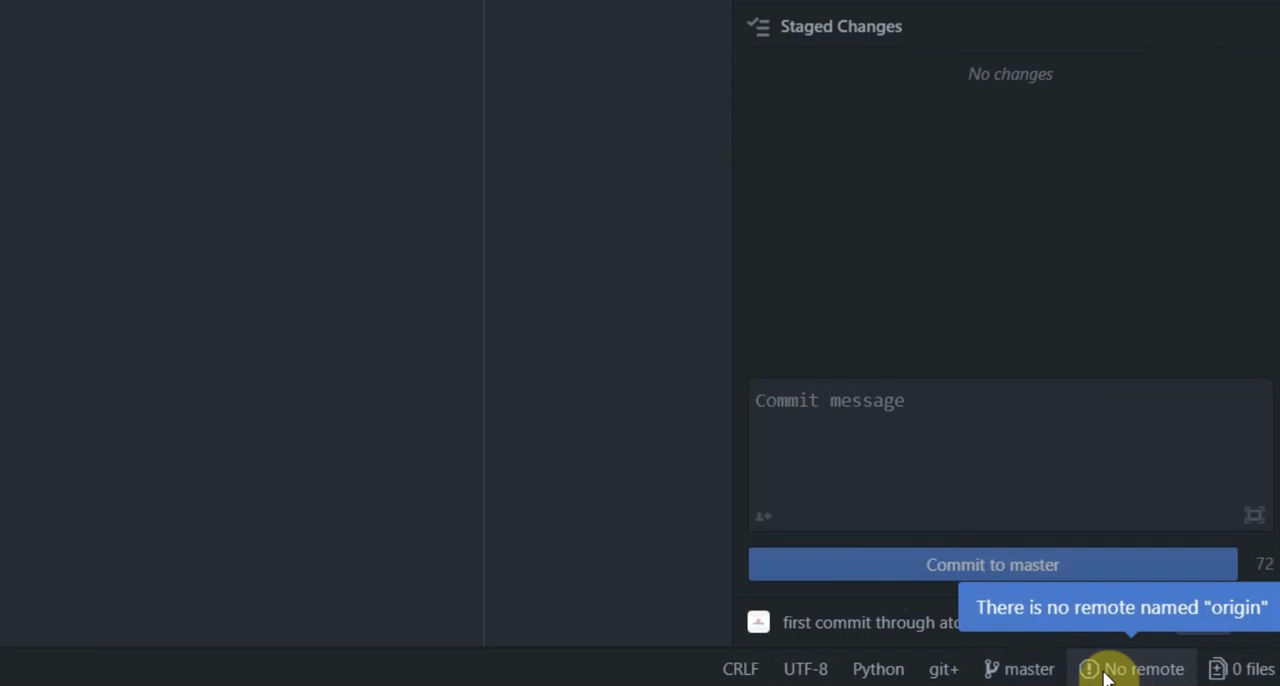 Staged Changes
No changes
Commit message
Commit to master
72
There is no remote named "origin"
first commit through
CRLF UTF-8 Python git+ master No remote 0 files